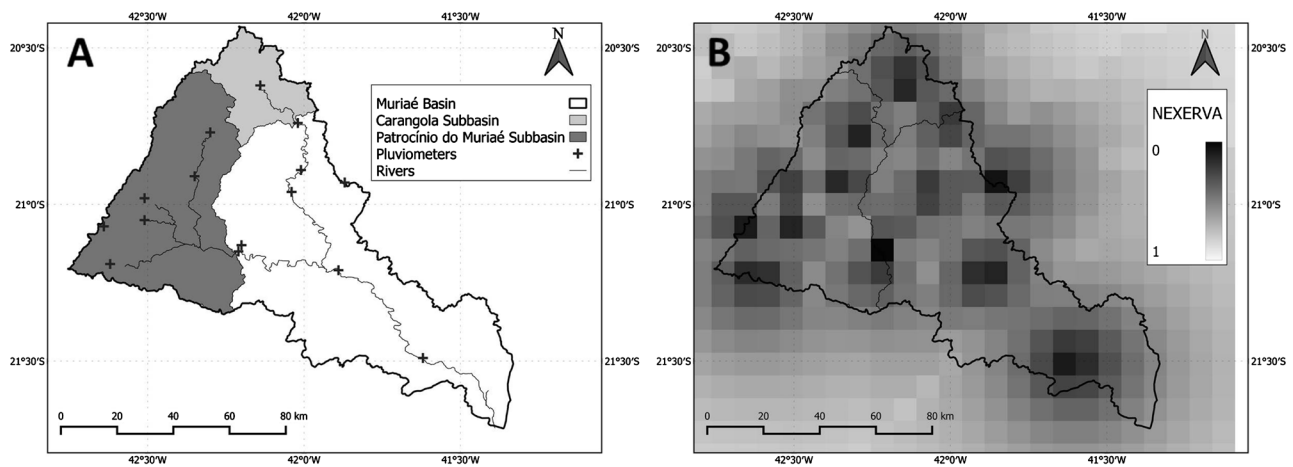 42°30'W 42°0'W 41°30'W
20°30'S
A
N
20°30'S
Muriaé Basin
Carangola Subbasin
Patrocínio do Muriaé Subbasin
Pluviometers
Rivers
21°0'S
21°0'S
21°30'S
21°30'S
0 20 40 60 80 km
42°30'W 42°0'W 41°30'W
42°30'W 42°0'W 41°30'W
20°30'S
B
N
20°30'S
NEXERVA
0
1
21°0'S
21°0'S
21°30'S
21°30'S
0 20 40 60 80 km
42°30'W 42°0'W 41°30'W